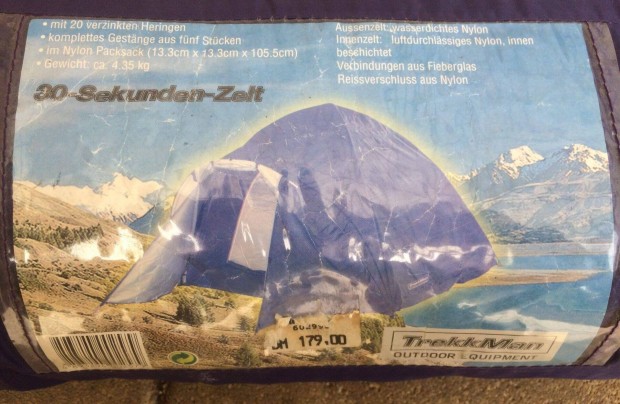 • mit 20 verzinkten Heringen
• komplettes Gestänge aus fünf Stücken
• im Nylon Packsack (13.3cm x 13.3cm x 105.5cm)
• Gewicht: ca. 4.35 kg
30-Sekunden-Zelt
Aussenzelt: wasserdichtes Nylon
Innenzelt: luftdurchlässiges Nylon, innen
beschichtet
Verbindungen aus Fieberglas
Reissverschluss aus Nylon
DM 179.00
TrekkMan
OUTDOOR EQUIPMENT